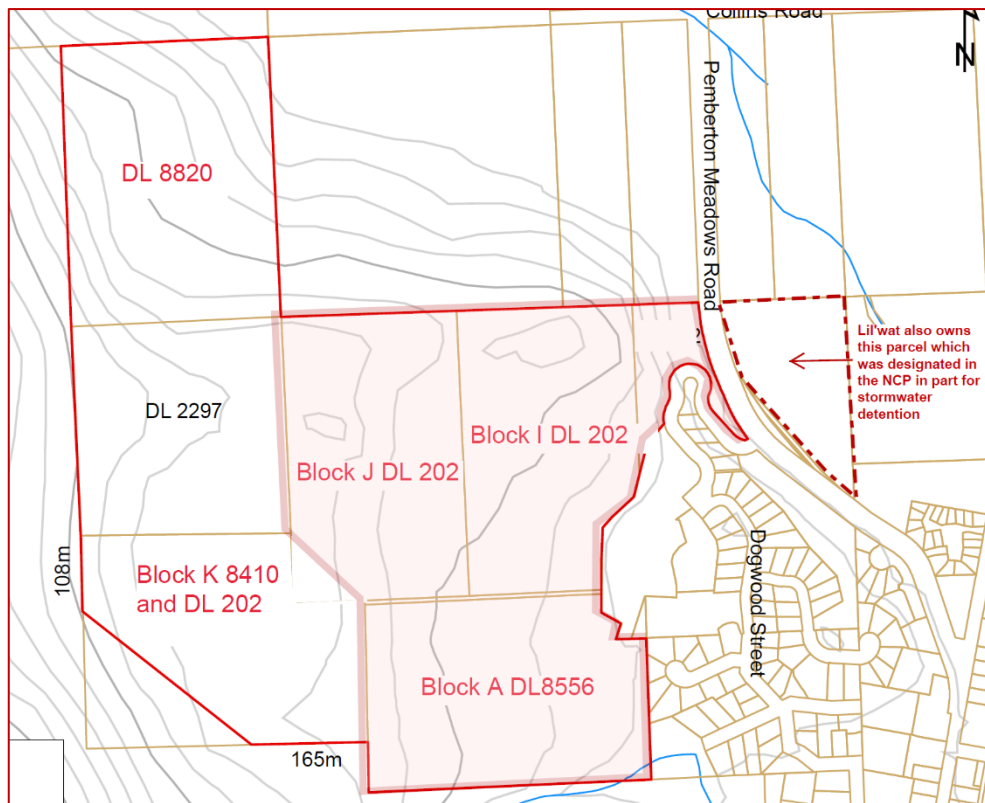 Collins Road
N
Pemberton Meadows Road
DL 8820
Lil'wat also owns
this parcel which
was designated in
the NCP in part for
stormwater
detention
DL 2297
Block J DL 202
Block I DL 202
108m
Block K 8410
and DL 202
Dogwood Street
Block A DL8556
165m